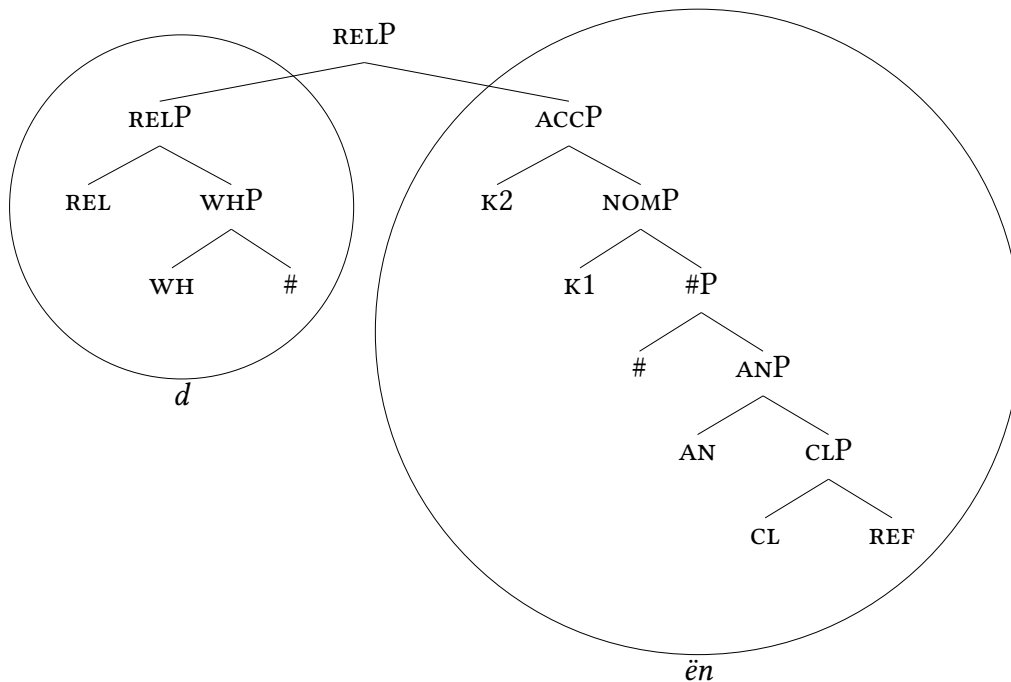 RELP
RELP ACCP
REL WHP K2 NOMP
WH # K1 #P
# ANP
d
AN CLP
CL REF
ën